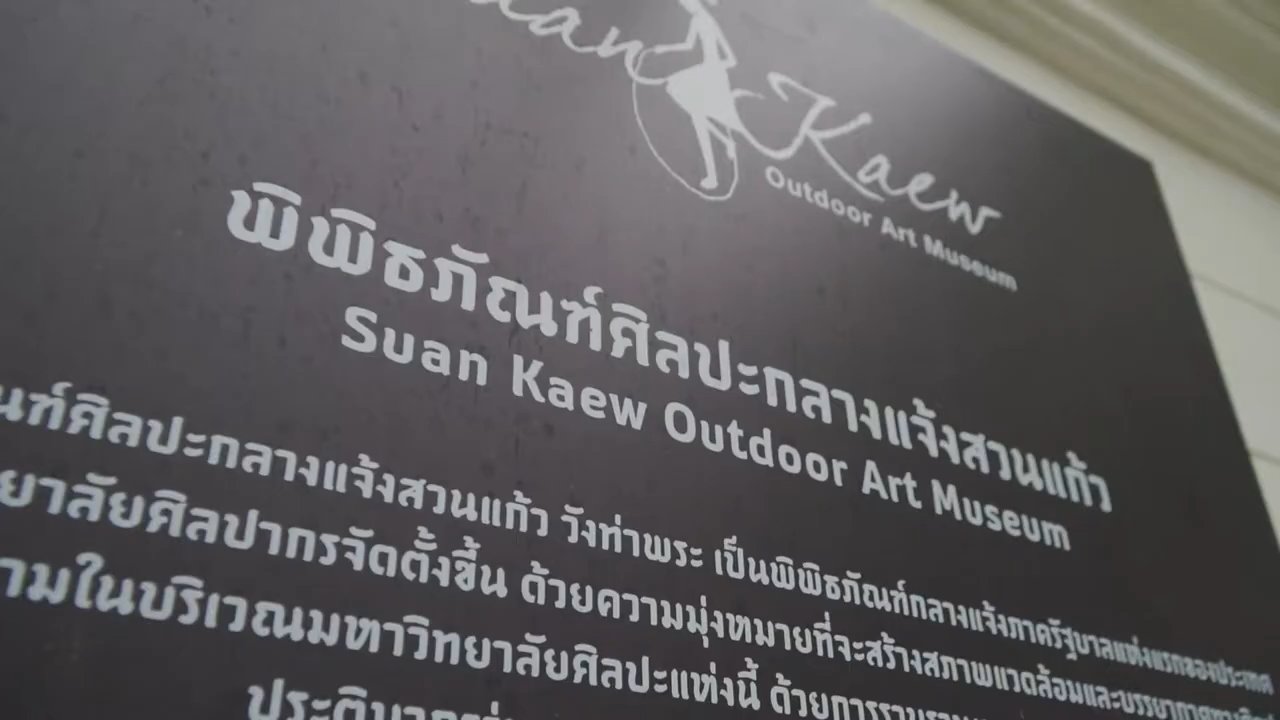 Kaew
Outdoor Art Museum
พิพิธภัณฑ์ศิลปะกลางแจ้งสวนแก้ว
Suan Kaew Outdoor Art Museum
ณฑ์ศิลปะกลางแจ้งสวนแก้ว วังท่าพระ เป็นพิพิธภัณฑ์กลางแจ้งภาครัฐบาลแห่งแรกของประเทศ
ยาลัยศิลปากรจัดตั้งขึ้น ด้วยความมุ่งหมายที่จะสร้างสภาพแวดล้อมและบรรยากาศ
ามในบริเวณมหาวิทยาลัยศิลปะแห่งนี้ ด้วยการ